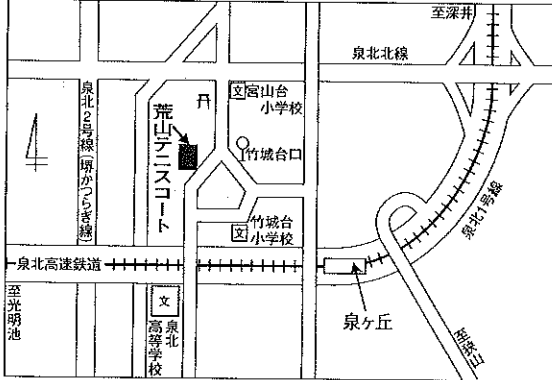 至深井
泉北北線
文宮山台
小学校
泉北2号線(堺かつらぎ線)
荒山テニスコート
竹城台口
竹城台
小学校
文
泉北1号線
泉北高速鉄道
至光明池
文
泉北
高等学校
泉ヶ丘
至狭山